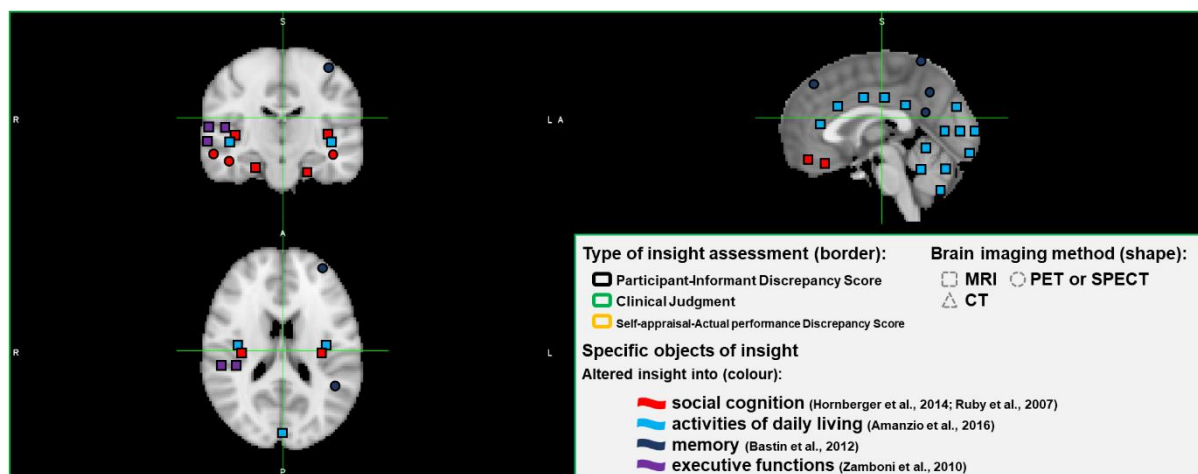 S
S
R
L A
A
Type of insight assessment (border):
Participant-Informant Discrepancy Score
Clinical Judgment
Self-appraisal-Actual performance Discrepancy Score
Brain imaging method (shape):
MRI PET or SPECT
CT
R
L
Specific objects of insight
Altered insight into (colour):
social cognition (Hornberger et al., 2014; Ruby et al., 2007)
activities of daily living (Amanzio et al., 2016)
memory (Bastin et al., 2012)
executive functions (Zamboni et al., 2010)
P